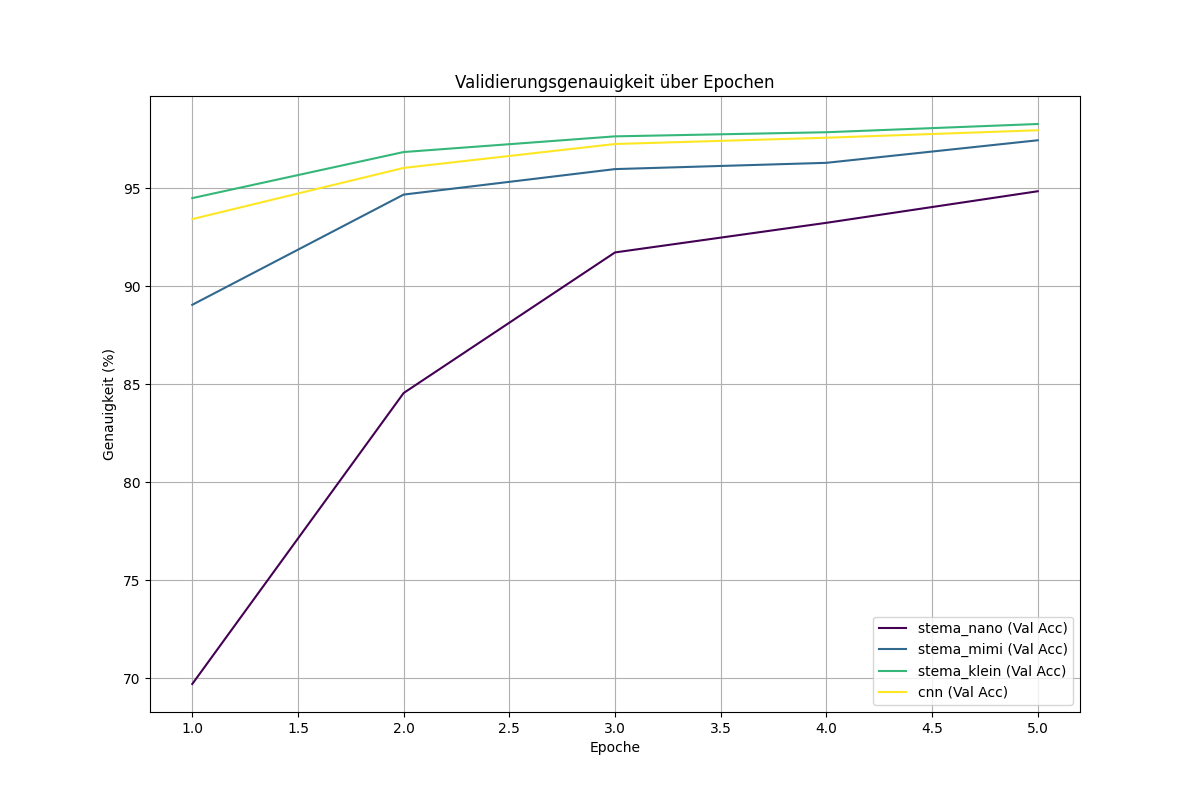 Validierungsgenauigkeit über Epochen
Genauigkeit (%)
95
90
85
80
75
70
1.0 1.5 2.0 2.5 3.0 3.5 4.0 4.5 5.0
Epoche
stema_nano (Val Acc)
stema_mimi (Val Acc)
stema_klein (Val Acc)
cnn (Val Acc)